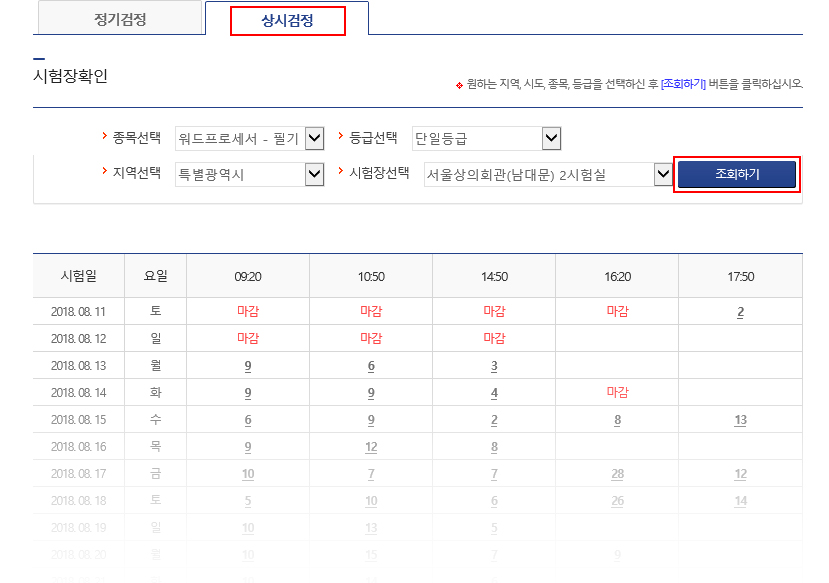 정기검정 상시검정
시험장확인
❖ 원하는 지역, 시도, 종목, 등급을 선택하신 후 [조회하기] 버튼을 클릭하십시오.
종목선택 워드프로세서 - 필기 등급선택 단일등급
지역선택 특별광역시 시험장선택 서울상의회관(남대문) 2시험실 조회하기
시험일 요일 09:20 10:50 14:50 16:20 17:50
2018. 08. 11 토 마감 마감 마감 마감 2
2018. 08. 12 일 마감 마감 마감
2018. 08. 13 월 9 6 3
2018. 08. 14 화 9 9 4 마감
2018. 08. 15 수 6 9 2 8 13
2018. 08. 16 목 9 12 8
2018. 08. 17 금 10 7 7 28 12
2018. 08. 18 토 5 10 6 26 14
2018. 08. 19 일 10 13 5
2018. 08. 20 월 10 15 7 9